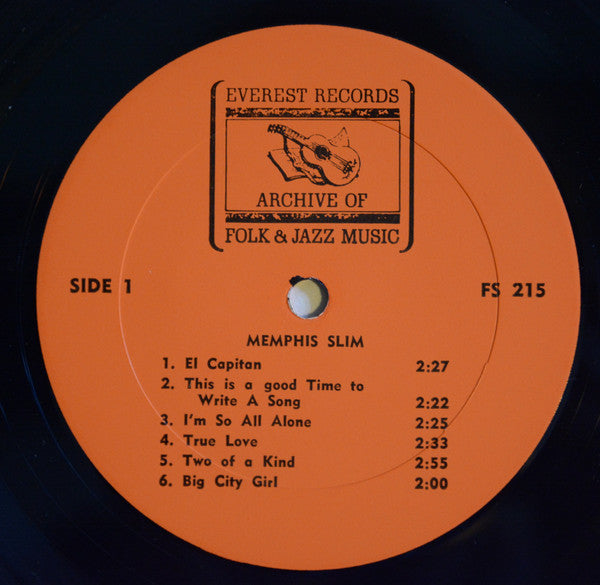 EVEREST RECORDS
ARCHIVE OF
FOLK & JAZZ MUSIC
SIDE 1
FS 215
MEMPHIS SLIM
1. El Capitan 2:27
2. This is a good Time to
Write A Song 2:22
3. I'm So All Alone 2:25
4. True Love 2:33
5. Two of a Kind 2:55
6. Big City Girl 2:00